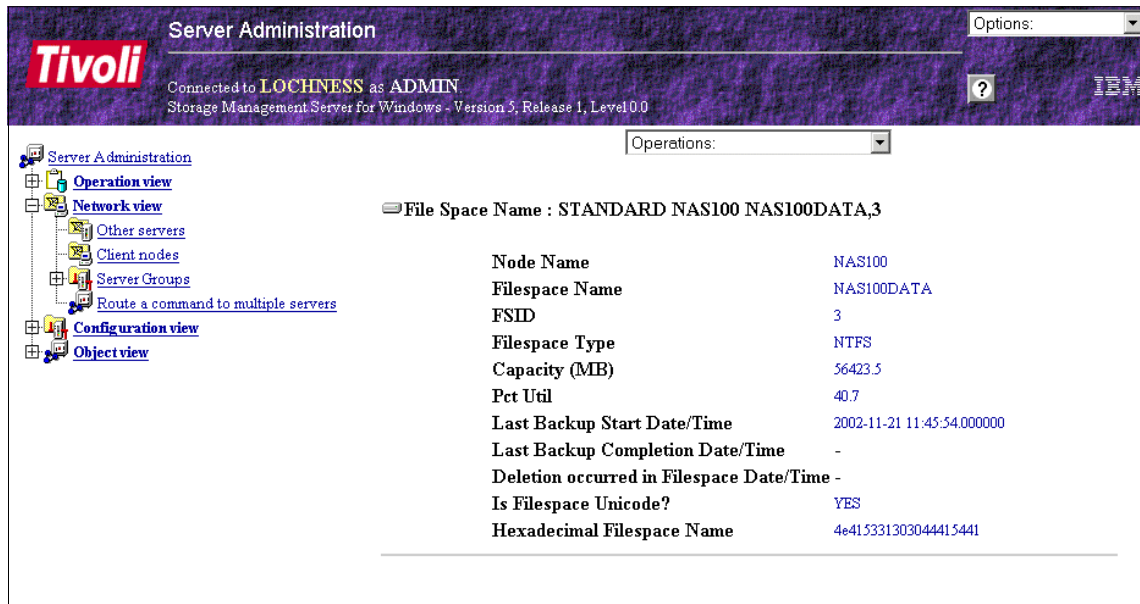 Tivoli
Server Administration
Options:
Connected to LOCHNESS as ADMIN.
Storage Management Server for Windows - Version 5, Release 1, Level 0.0
?
IBM
Operations:
Server Administration
Operation view
Network view
Other servers
Client nodes
Server Groups
Route a command to multiple servers
Configuration view
Object view
File Space Name : STANDARD NAS100 NAS100DATA,3
Node Name NAS100
Filespace Name NAS100DATA
FSID 3
Filespace Type NTFS
Capacity (MB) 56423.5
Pct Util 40.7
Last Backup Start Date/Time 2002-11-21 11:45:54.000000
Last Backup Completion Date/Time -
Deletion occurred in Filespace Date/Time -
Is Filespace Unicode? YES
Hexadecimal Filespace Name 4e415331303044415441